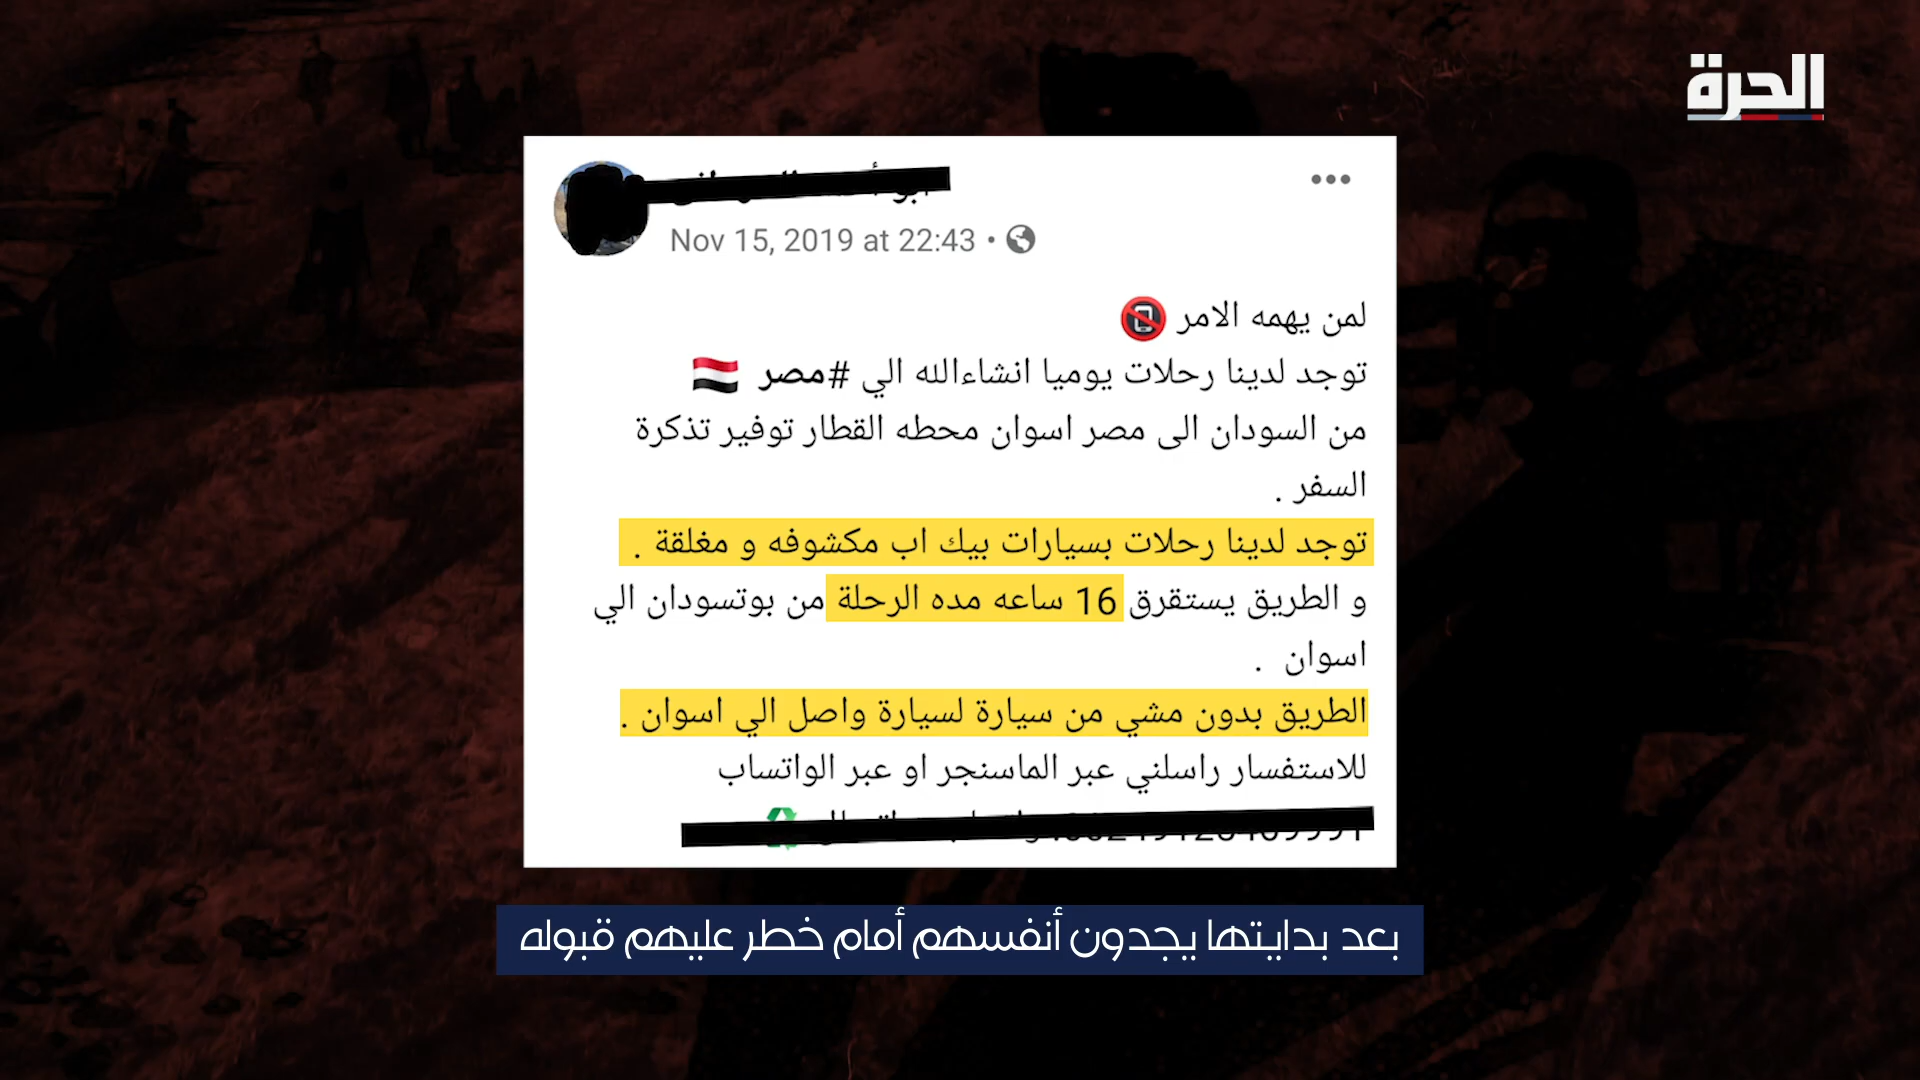 الحرة
Nov 15, 2019 at 22:43
لمن يهمه الامر
توجد لدينا رحلات يوميا انشاءالله الي #مصر
من السودان الى مصر اسوان محطه القطار توفير تذكرة
السفر .
توجد لدينا رحلات بسيارات بيك اب مكشوفه و مغلقة .
و الطريق يستقرق 16 ساعه مده الرحلة من بوتسودان الي
اسوان .
الطريق بدون مشي من سيارة لسيارة واصل الي اسوان .
للاستفسار راسلني عبر الماسنجر او عبر الواتساب
بعد بدايتها يجدون أنفسهم أمام خطر عليهم قبوله